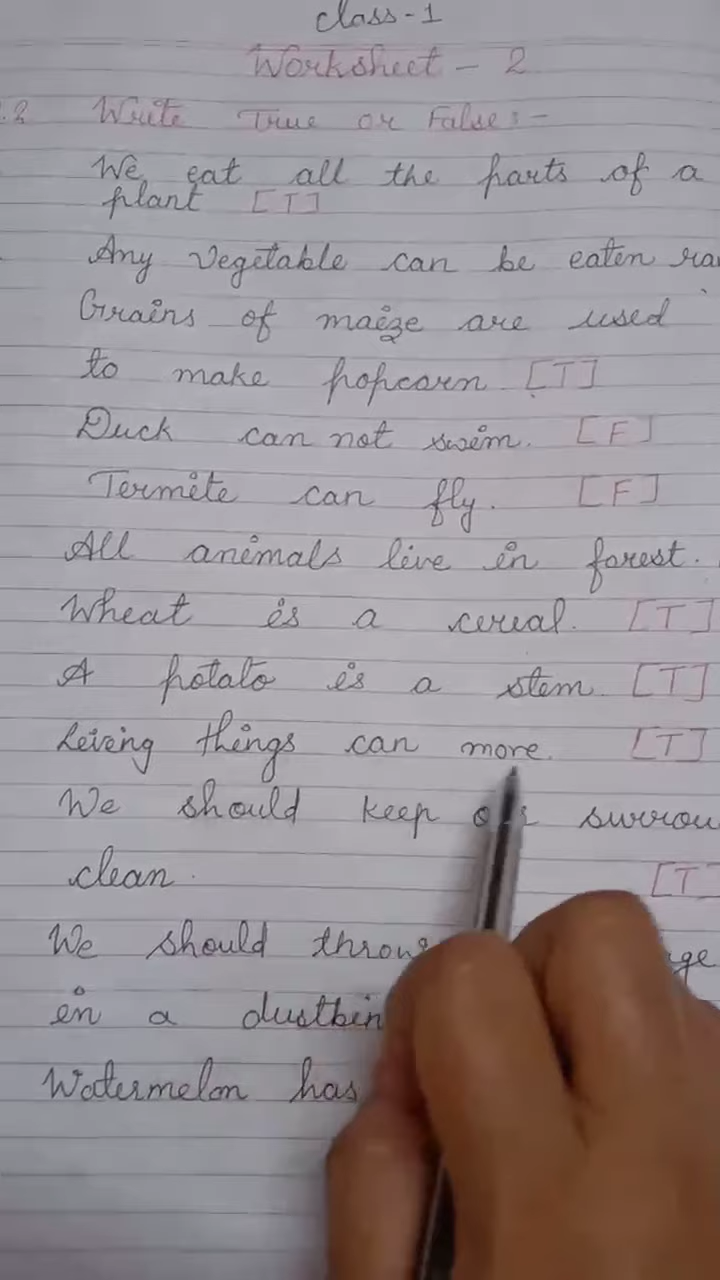 Class-1
Worksheet - 2
.2 Write True or False:-
We eat all the parts of a
plant [T]
Any vegetable can be eaten
Grains of maize are used
to make popcorn [T]
Duck can not swim. [F]
Termite can fly. [F]
All animals live in forest.
Wheat is a cereal. [T]
A potato is a stem. [T]
Leiving things can more. [T]
We should keep
clean. [T
We should
in a dustbin
Watermelon has